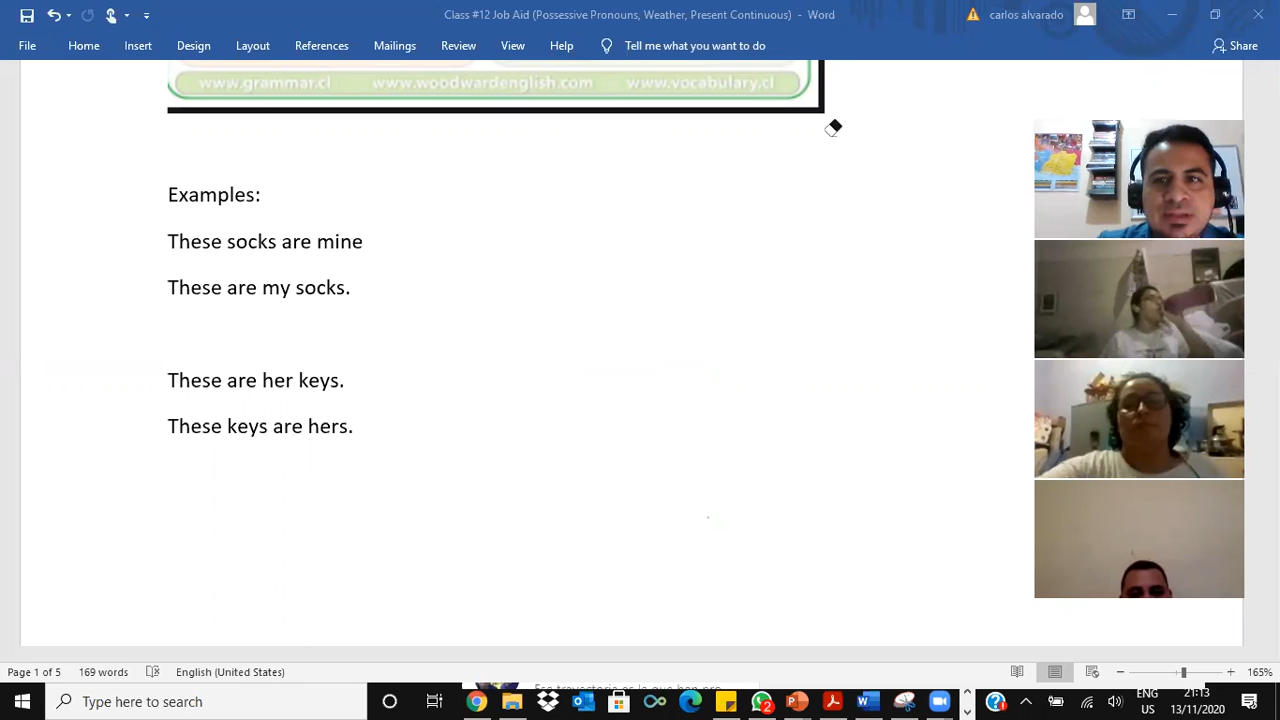 Class #12 Job Aid (Possessive Pronouns, Weather, Present Continuous) - Word
carlos alvarado
File Home Insert Design Layout References Mailings Review View Help Tell me what you want to do Share
www.grammar.cl www.woodwardenglish.com www.vocabulary.cl
Examples:
These socks are mine
These are my socks.
These are her keys.
These keys are hers.
Page 1 of 5 169 words English (United States) 165%
Type here to search
2
ENG
US
21:13
13/11/2020